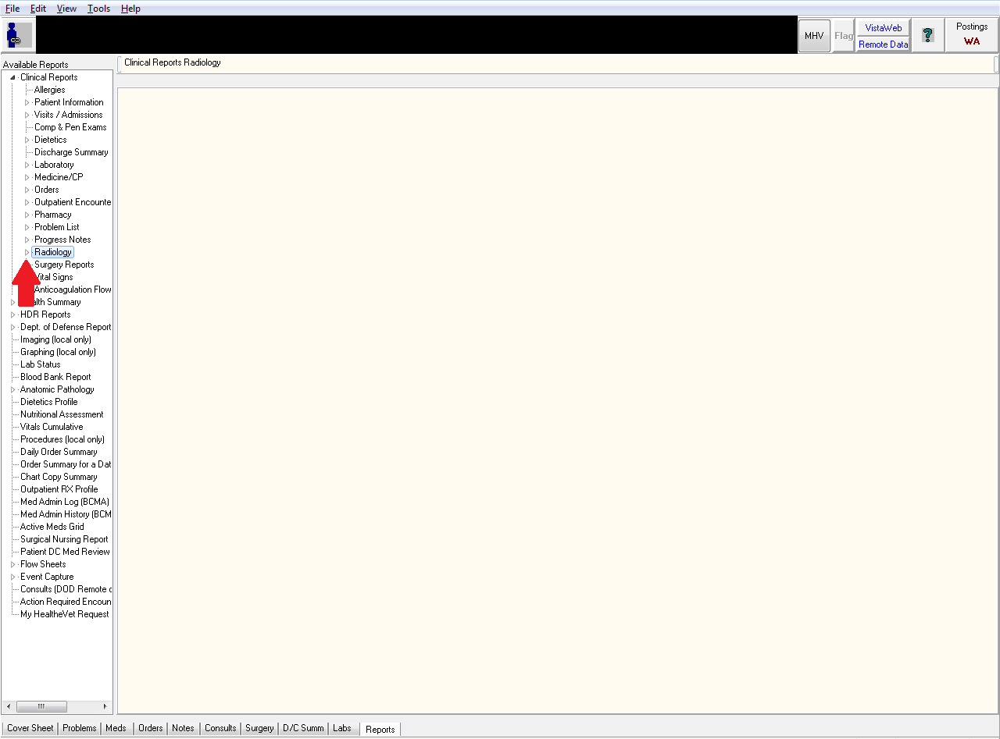 File Edit View Tools Help
MHV
Flag
VistaWeb
Remote Data
?
Postings
WA
Available Reports
Clinical Reports Radiology
Clinical Reports
Allergies
Patient Information
Visits / Admissions
Comp & Pen Exams
Dietetics
Discharge Summary
Laboratory
Medicine/CP
Orders
Outpatient Encounte
Pharmacy
Problem List
Progress Notes
Radiology
Surgery Reports
Vital Signs
Anticoagulation Flow
alth Summary
HDR Reports
Dept. of Defense Report
Imaging (local only)
Graphing (local only)
Lab Status
Blood Bank Report
Anatomic Pathology
Dietetics Profile
Nutritional Assessment
Vitals Cumulative
Procedures (local only)
Daily Order Summary
Order Summary for a Dat
Chart Copy Summary
Outpatient RX Profile
Med Admin Log (BCMA)
Med Admin History (BCM
Active Meds Grid
Surgical Nursing Report
Patient DC Med Review
Flow Sheets
Event Capture
Consults (DOD Remote o
Action Required Encoun
My HealtheVet Request
Cover Sheet Problems Meds Orders Notes Consults Surgery D/C Summ Labs Reports